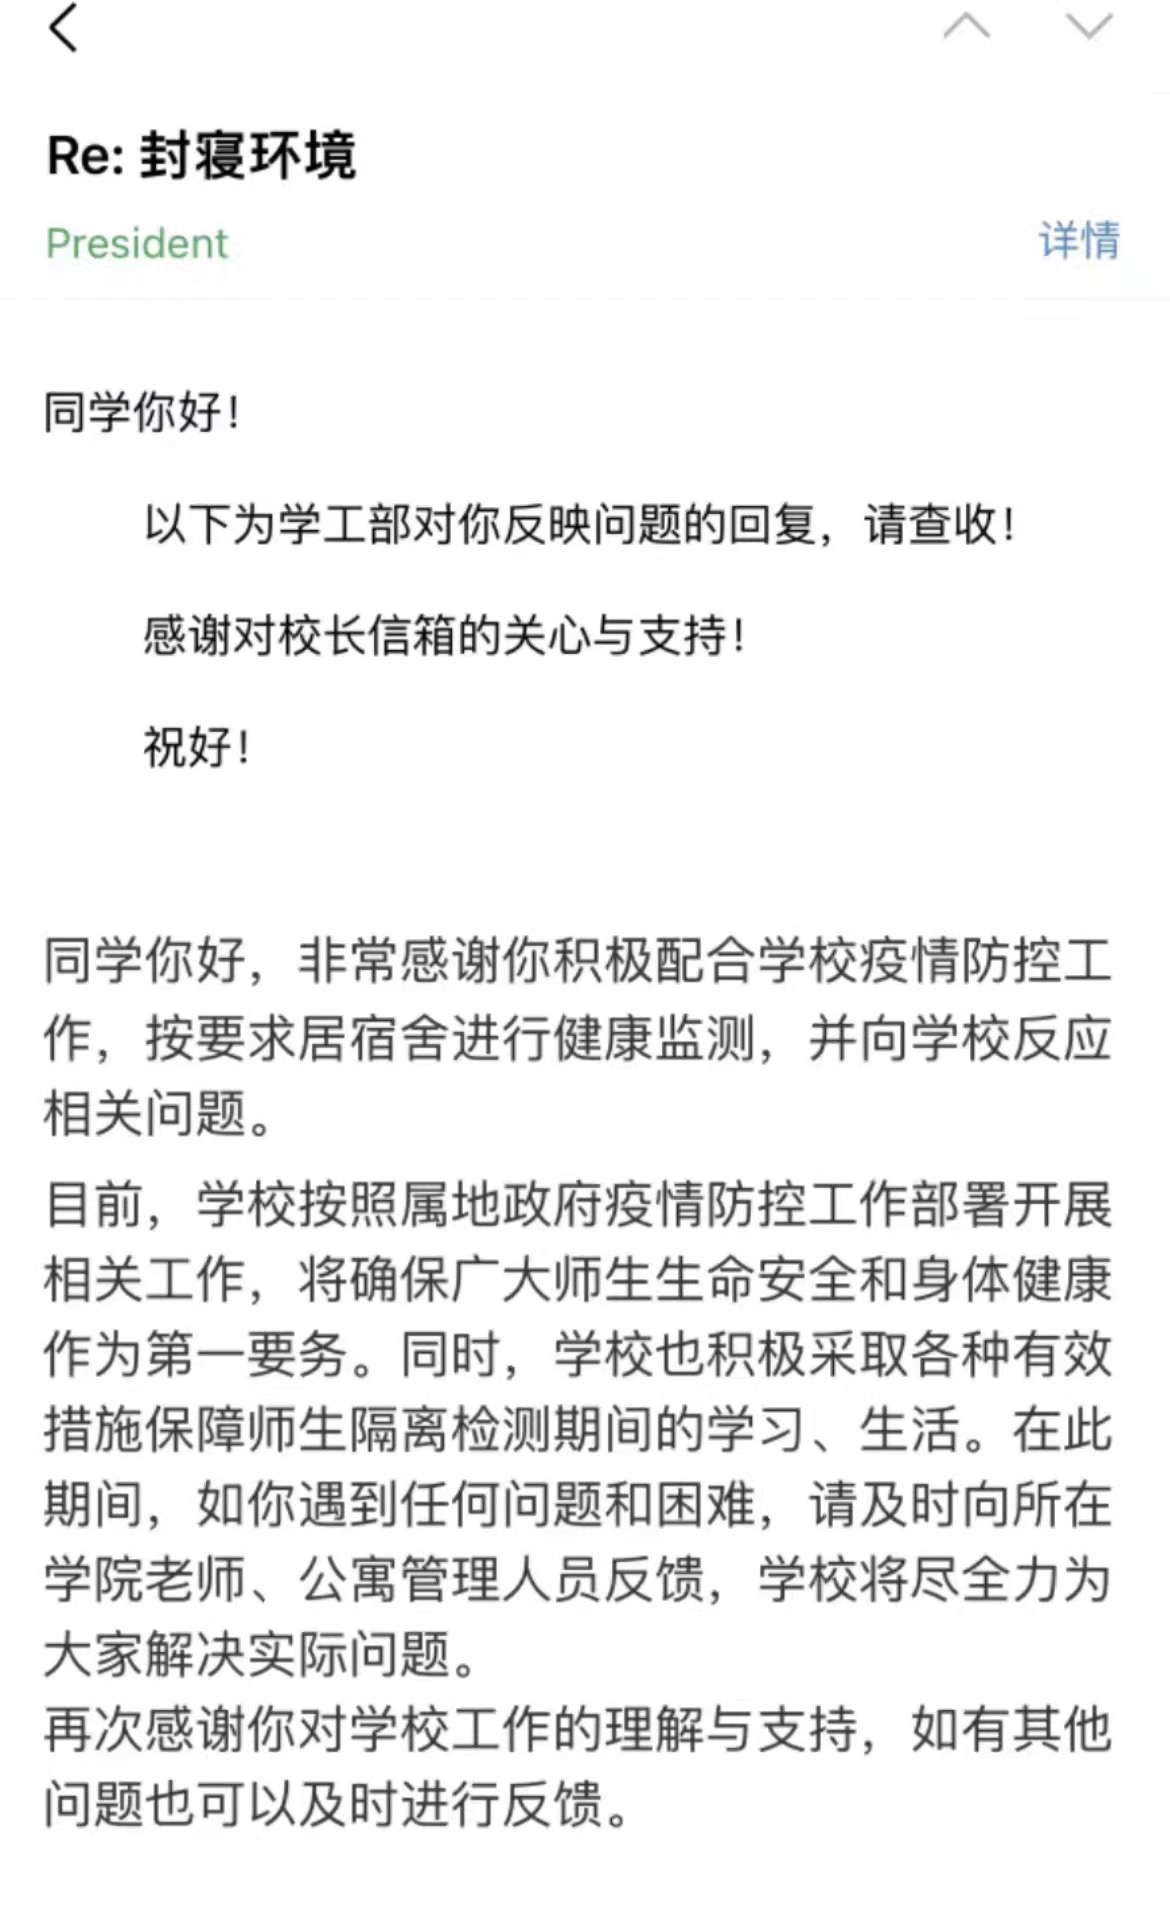 Re: 封寝环境
President
详情
同学你好！
以下为学工部对你反映问题的回复，请查收！
感谢对校长信箱的关心与支持！
祝好！
同学你好，非常感谢你积极配合学校疫情防控工
作，按要求居宿舍进行健康监测，并向学校反应
相关问题。
目前，学校按照属地政府疫情防控工作部署开展
相关工作，将确保广大师生生命安全和身体健康
作为第一要务。同时，学校也积极采取各种有效
措施保障师生隔离检测期间的学习、生活。在此
期间，如你遇到任何问题和困难，请及时向所在
学院老师、公寓管理人员反馈，学校将尽全力为
大家解决实际问题。
再次感谢你对学校工作的理解与支持，如有其他
问题也可以及时进行反馈。